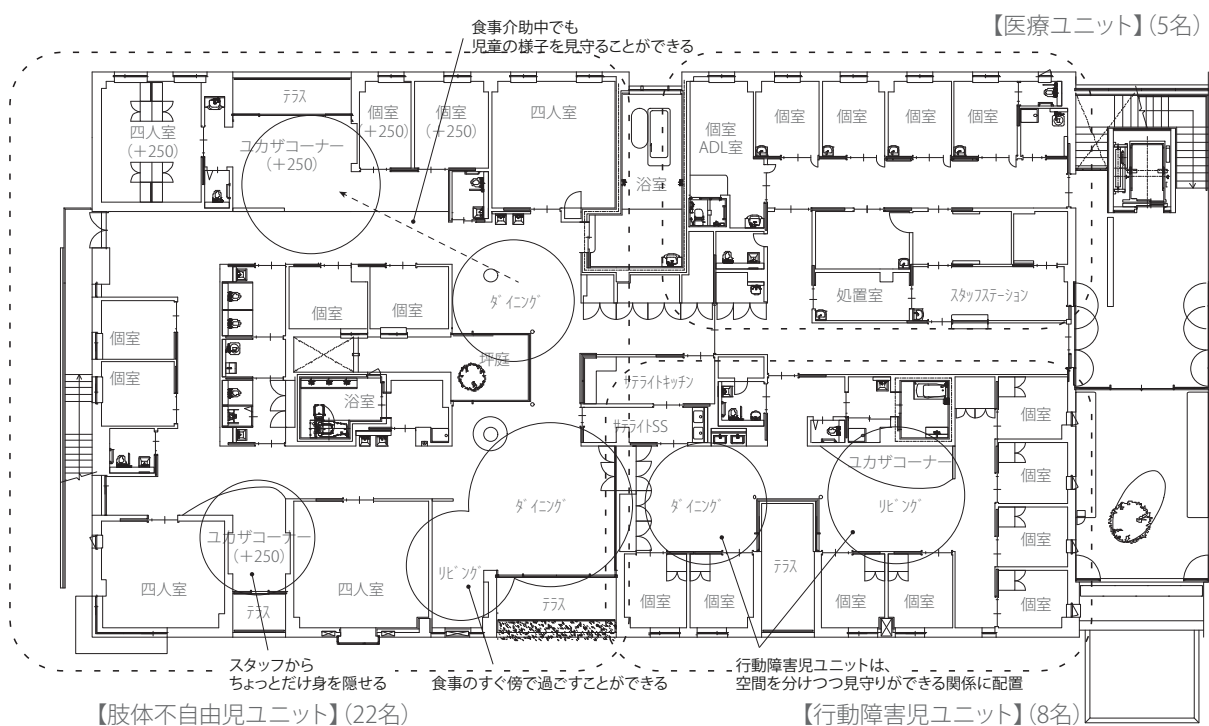 食事介助中でも
児童の様子を見守ることができる
【医療ユニット】(5名)
テラス
四人室
(+250)
ユカザコーナー
(+250)
個室
(+250)
個室
(+250)
四人室
浴室
個室
ADL室
個室
個室
個室
個室
個室
個室
ダイニング
処置室
スタッフステーション
個室
個室
坪庭
浴室
サテライトキッチン
サテライトSS
ユカザコーナー
個室
個室
ダイニング
ダイニング
リビング
ユカザコーナー
(+250)
四人室
四人室
リビング
テラス
テラス
テラス
個室
個室
個室
個室
個室
個室
スタッフから
ちょっとだけ身を隠せる
食事のすぐ傍で過ごすことができる
行動障害児ユニットは、
空間を分けつつ見守りができる関係に配置
【肢体不自由児ユニット】(22名)
【行動障害児ユニット】(8名)